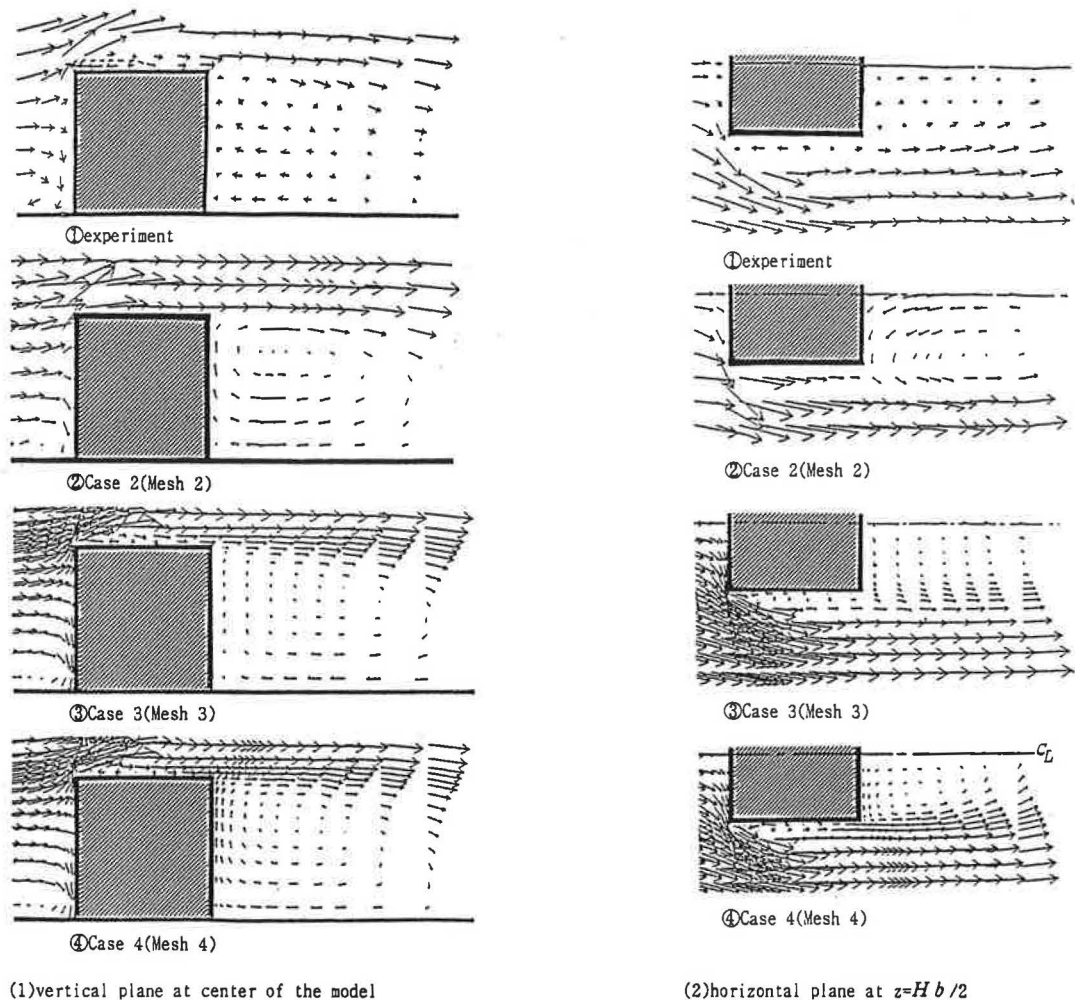 ①experiment
②Case 2(Mesh 2)
③Case 3(Mesh 3)
④Case 4(Mesh 4)
(1)vertical plane at center of the model
①experiment
②Case 2(Mesh 2)
③Case 3(Mesh 3)
C_L
④Case 4(Mesh 4)
(2)horizontal plane at z=H b/2